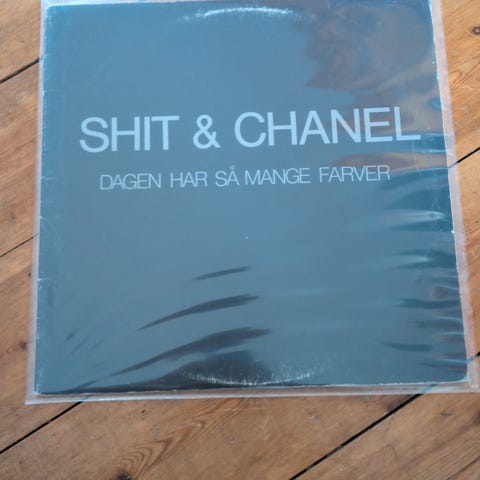 SHIT & CHANEL
DAGEN HAR SÅ MANGE FARVER